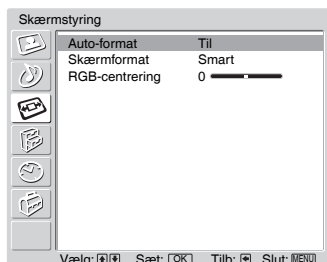 Skærmstyring
Auto-format Til
Skærmformat Smart
RGB-centrering 0
Vælg: Sæt: OK Tilb: Slut: MENU